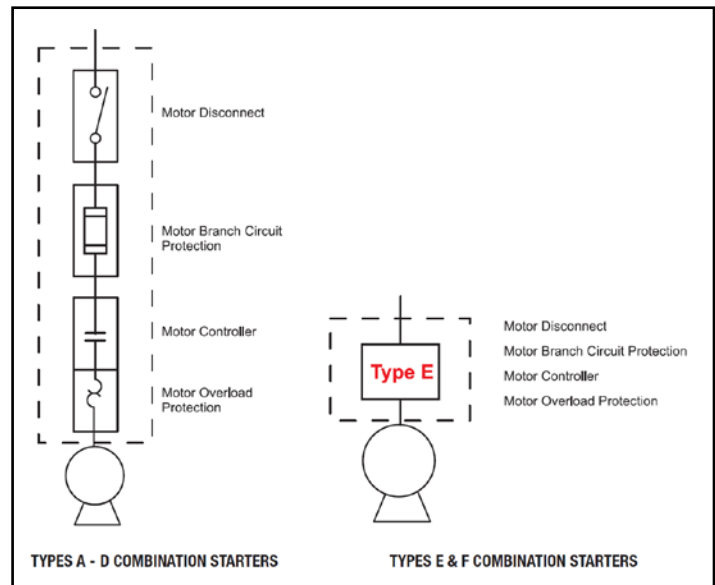 Motor Disconnect
Motor Branch Circuit
Protection
Motor Controller
Motor Overload
Protection
TYPES A - D COMBINATION STARTERS
Type E
Motor Disconnect
Motor Branch Circuit Protection
Motor Controller
Motor Overload Protection
TYPES E & F COMBINATION STARTERS